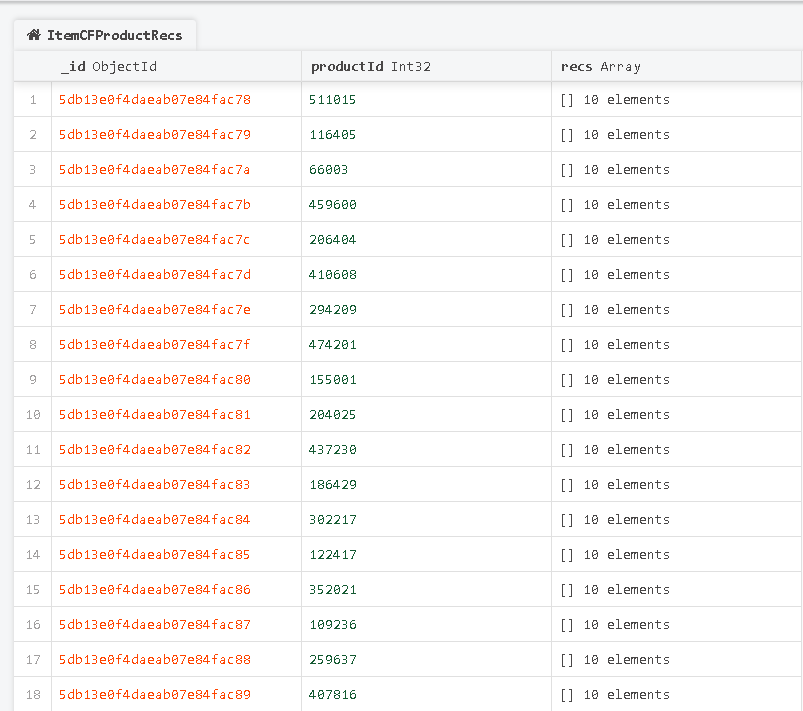 ItemCFProductRecs
_id ObjectId productId Int32 recs Array
1 5db13e0f4daeab07e84fac78 511015 [] 10 elements
2 5db13e0f4daeab07e84fac79 116405 [] 10 elements
3 5db13e0f4daeab07e84fac7a 66003 [] 10 elements
4 5db13e0f4daeab07e84fac7b 459600 [] 10 elements
5 5db13e0f4daeab07e84fac7c 206404 [] 10 elements
6 5db13e0f4daeab07e84fac7d 410608 [] 10 elements
7 5db13e0f4daeab07e84fac7e 294209 [] 10 elements
8 5db13e0f4daeab07e84fac7f 474201 [] 10 elements
9 5db13e0f4daeab07e84fac80 155001 [] 10 elements
10 5db13e0f4daeab07e84fac81 204025 [] 10 elements
11 5db13e0f4daeab07e84fac82 437230 [] 10 elements
12 5db13e0f4daeab07e84fac83 186429 [] 10 elements
13 5db13e0f4daeab07e84fac84 302217 [] 10 elements
14 5db13e0f4daeab07e84fac85 122417 [] 10 elements
15 5db13e0f4daeab07e84fac86 352021 [] 10 elements
16 5db13e0f4daeab07e84fac87 109236 [] 10 elements
17 5db13e0f4daeab07e84fac88 259637 [] 10 elements
18 5db13e0f4daeab07e84fac89 407816 [] 10 elements